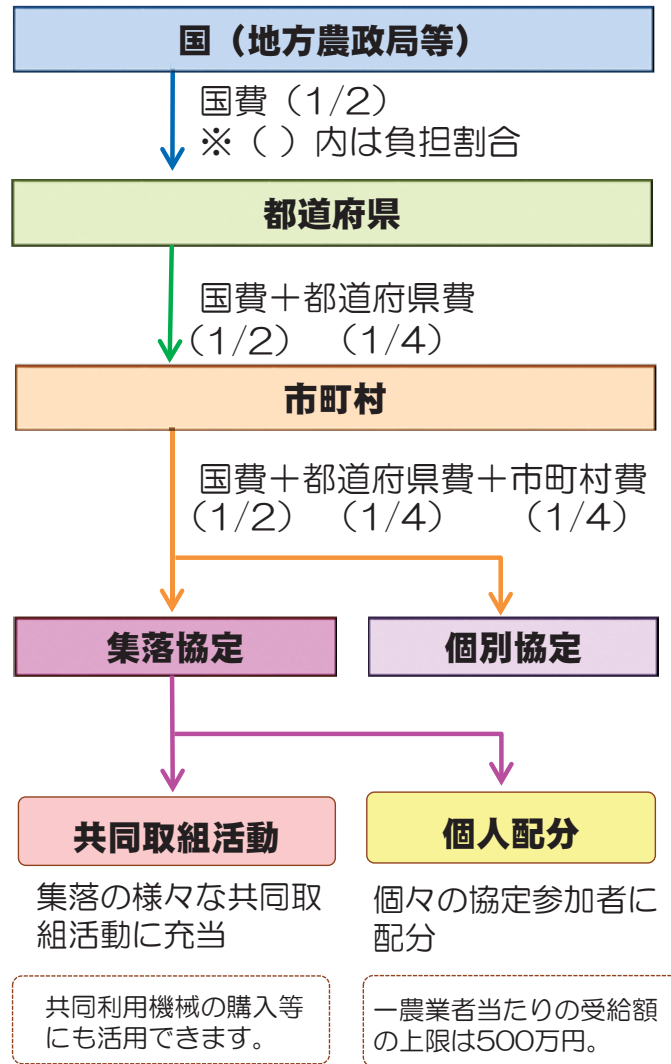 国（地方農政局等）
国費（1/2）
※（ ）内は負担割合
都道府県
国費＋都道府県費
（1/2）　（1/4）
市町村
国費＋都道府県費＋市町村費
（1/2）　（1/4）　　（1/4）
集落協定
個別協定
共同取組活動
個人配分
集落の様々な共同取
組活動に充当
個々の協定参加者に
配分
共同利用機械の購入等
にも活用できます。
一農業者当たりの受給額
の上限は500万円。